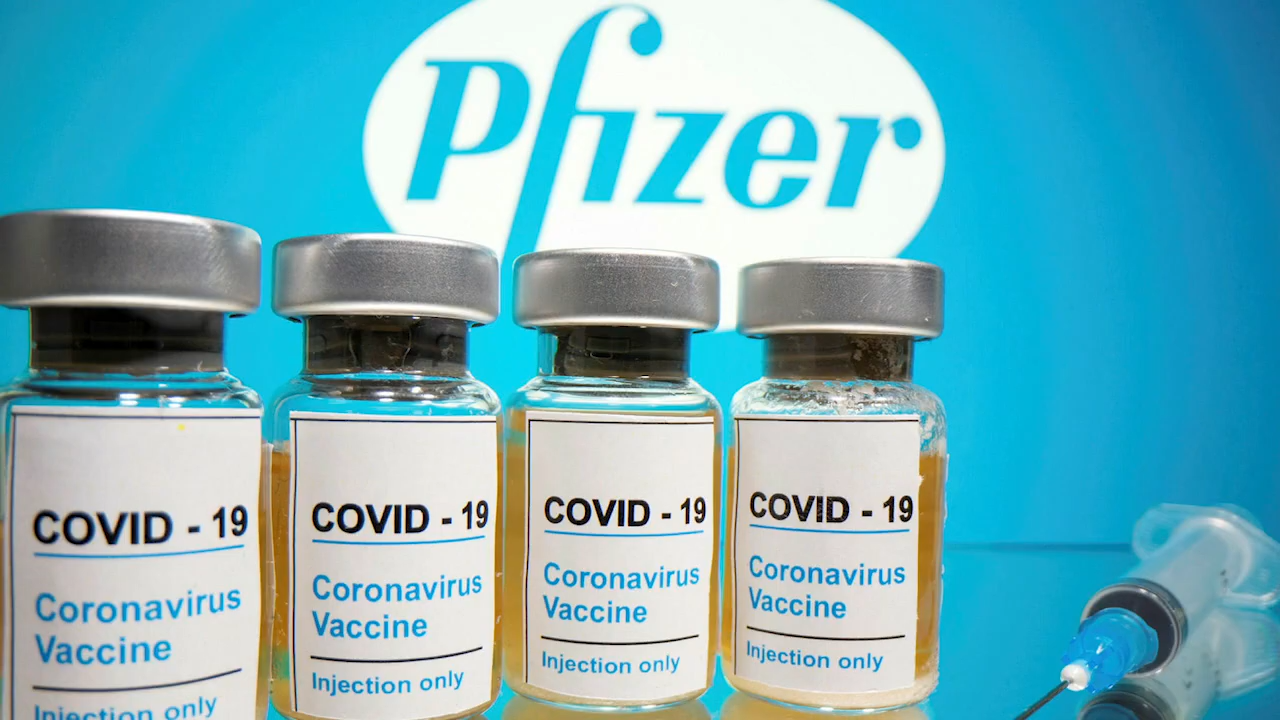 Pfizer
COVID - 19
Coronavirus
Vaccine
Injection only
COVID - 19
Coronavirus
Vaccine
Injection only
COVID - 19
Coronavirus
Vaccine
Injection only
COVID - 19
Coronavirus
Vaccine
Injection only